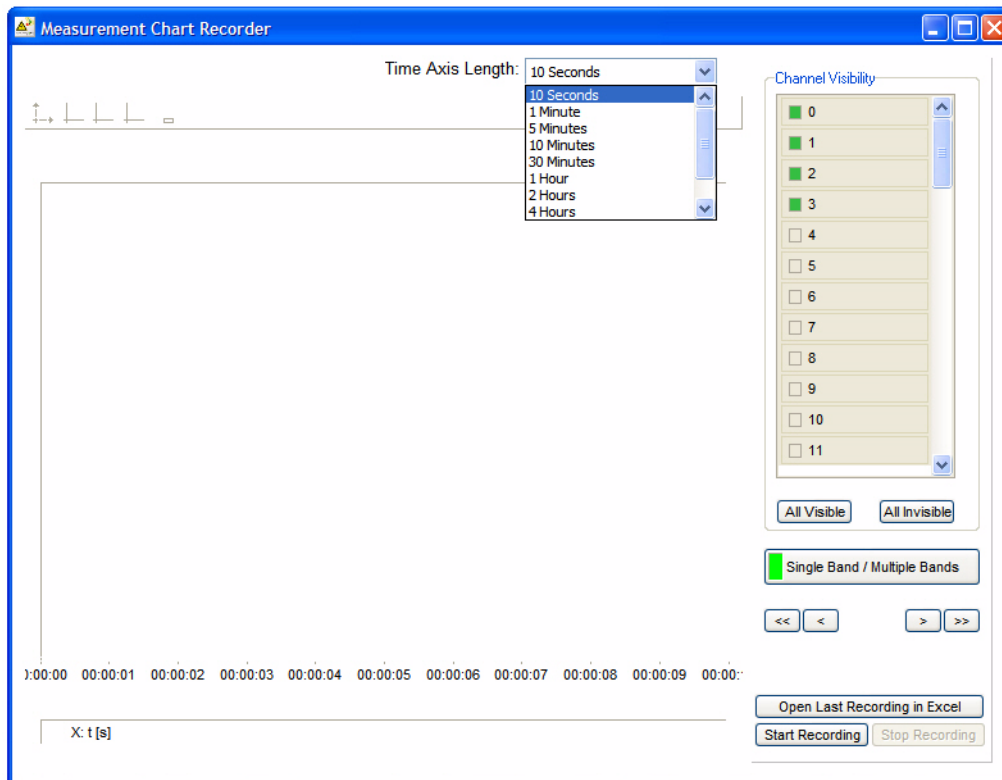 Measurement Chart Recorder
Time Axis Length: 10 Seconds
10 Seconds
1 Minute
5 Minutes
10 Minutes
30 Minutes
1 Hour
2 Hours
4 Hours
Channel Visibility
0
1
2
3
4
5
6
7
8
9
10
11
All Visible All Invisible
Single Band / Multiple Bands
<< < > >>
):00:00 00:00:01 00:00:02 00:00:03 00:00:04 00:00:05 00:00:06 00:00:07 00:00:08 00:00:09 00:00:
X: t [s]
Open Last Recording in Excel
Start Recording Stop Recording